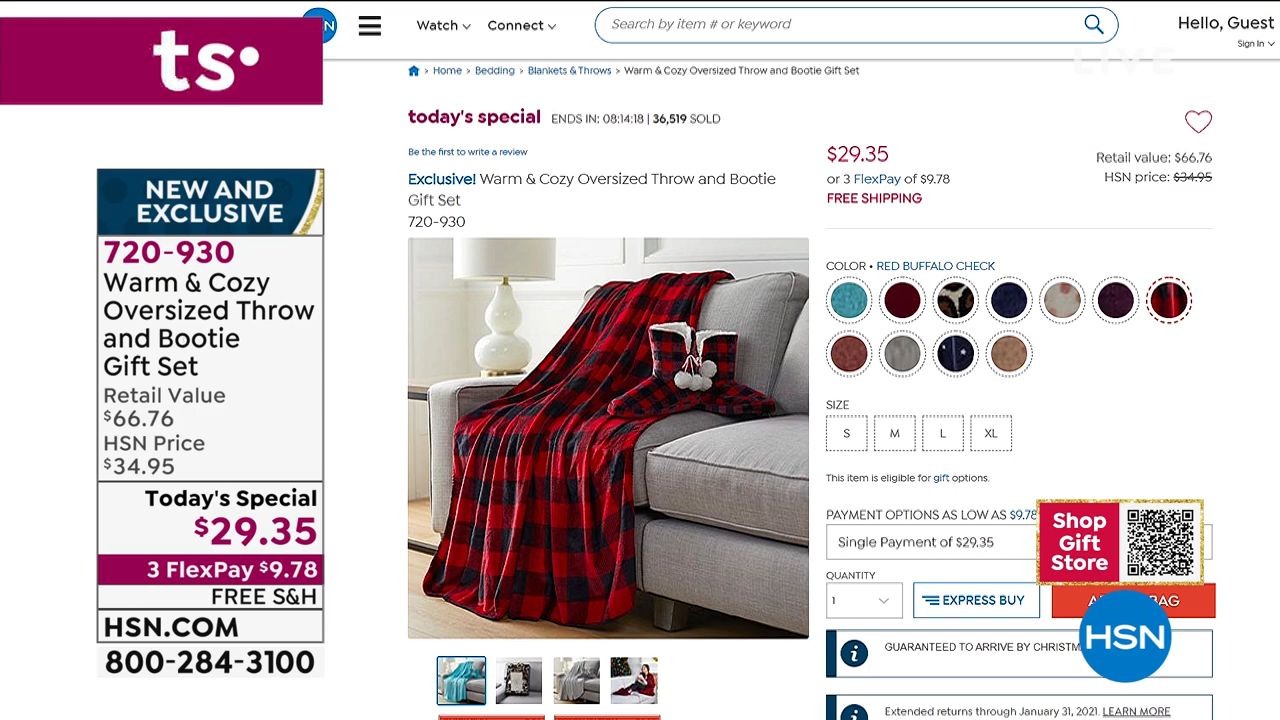 ts•
NEW AND
EXCLUSIVE
720-930
Warm & Cozy
Oversized Throw
and Bootie
Gift Set
Retail Value
$66.76
HSN Price
$34.95
Today's Special
$29.35
3 FlexPay $9.78
FREE S&H
HSN.COM
800-284-3100
N
Watch
Connect
Search by item # or keyword
Hello, Guest
Sign In
LIVE
> Home > Bedding > Blankets & Throws > Warm & Cozy Oversized Throw and Bootie Gift Set
today's special ENDS IN: 08:14:18 | 36,519 SOLD
Be the first to write a review
Exclusive! Warm & Cozy Oversized Throw and Bootie
Gift Set
720-930
$29.35
or 3 FlexPay of $9.78
FREE SHIPPING
Retail value: $66.76
HSN price: $34.95
COLOR • RED BUFFALO CHECK
SIZE
S M L XL
This item is eligible for gift options.
PAYMENT OPTIONS AS LOW AS $9.78
Single Payment of $29.35
QUANTITY
1
EXPRESS BUY
Shop
Gift
Store
A BAG
HSN
GUARANTEED TO ARRIVE BY CHRISTM
Extended returns through January 31, 2021. LEARN MORE